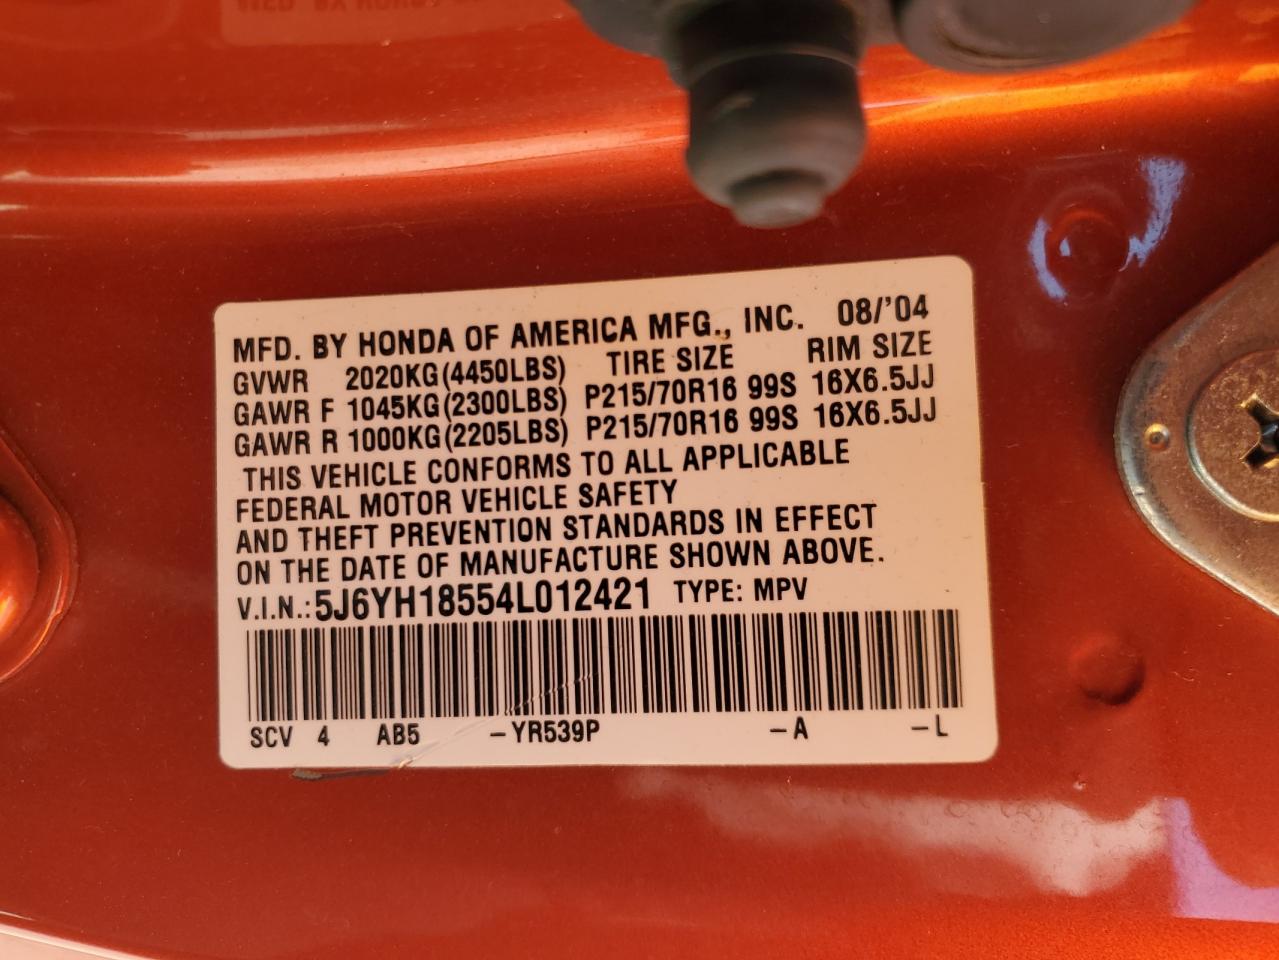 MFD. BY HONDA OF AMERICA MFG., INC. 08/'04
GVWR 2020KG(4450LBS) TIRE SIZE RIM SIZE
GAWR F 1045KG(2300LBS) P215/70R16 99S 16X6.5JJ
GAWR R 1000KG(2205LBS) P215/70R16 99S 16X6.5JJ
THIS VEHICLE CONFORMS TO ALL APPLICABLE
FEDERAL MOTOR VEHICLE SAFETY
AND THEFT PREVENTION STANDARDS IN EFFECT
ON THE DATE OF MANUFACTURE SHOWN ABOVE.
V.I.N.: 5J6YH18554L012421 TYPE: MPV
SCV 4 AB5 -YR539P -A -L